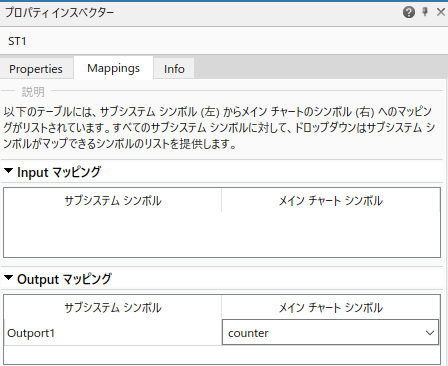 プロパティ インスペクター
ST1
Properties Mappings Info
説明
以下のテーブルには、サブシステム シンボル (左) からメイン チャートのシンボル (右) へのマッピン
グがリストされています。すべてのサブシステム シンボルに対して、ドロップダウンはサブシステム シ
ンボルがマップできるシンボルのリストを提供します。
Input マッピング
サブシステム シンボル メイン チャート シンボル
Output マッピング
サブシステム シンボル メイン チャート シンボル
Outport1 counter